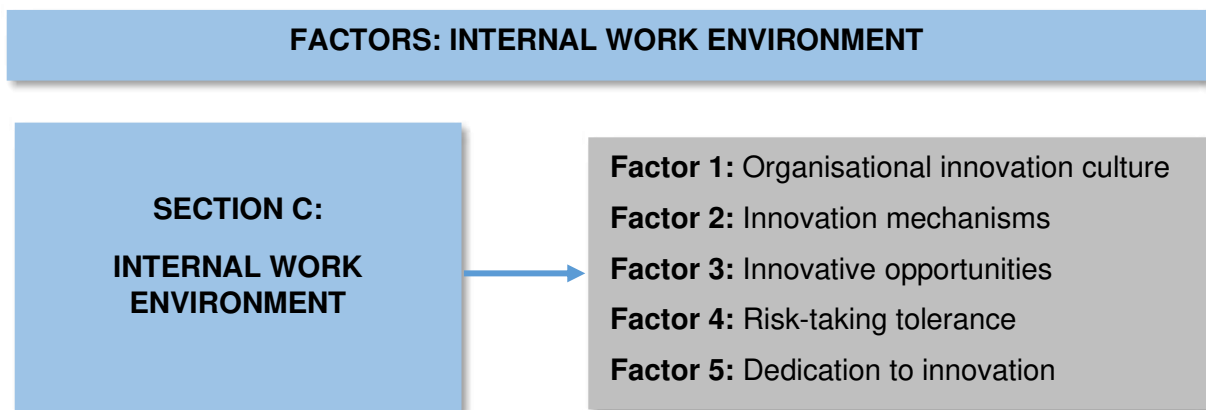 FACTORS: INTERNAL WORK ENVIRONMENT
SECTION C:
INTERNAL WORK
ENVIRONMENT
Factor 1: Organisational innovation culture
Factor 2: Innovation mechanisms
Factor 3: Innovative opportunities
Factor 4: Risk-taking tolerance
Factor 5: Dedication to innovation